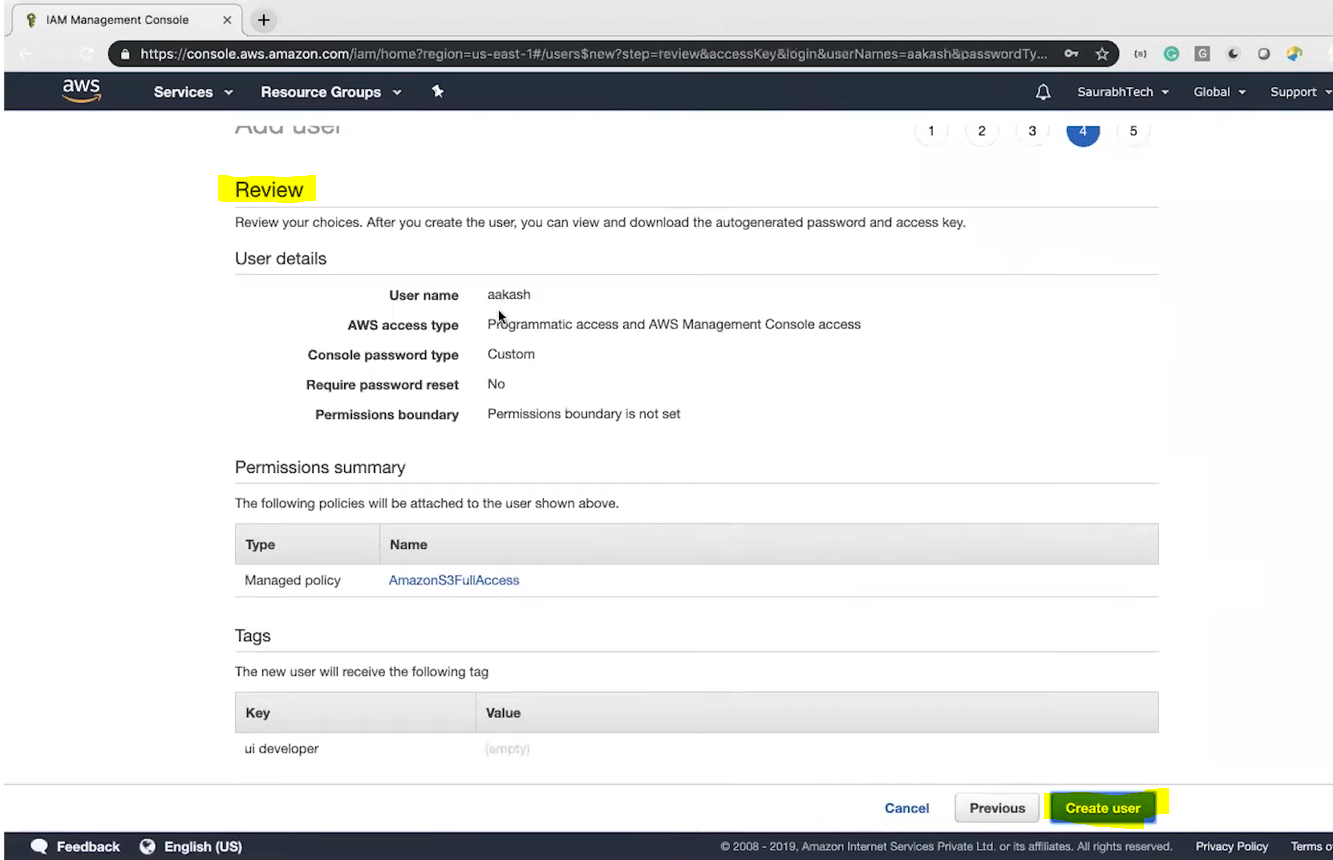 IAM Management Console
https://console.aws.amazon.com/iam/home?region=us-east-1#/users$new?step=review&accessKey&login&userNames=aakash&passwordTy...
aws Services Resource Groups SaurabhTech Global Support
Add user 1 2 3 4 5
Review
Review your choices. After you create the user, you can view and download the autogenerated password and access key.
User details
User name aakash
AWS access type Programmatic access and AWS Management Console access
Console password type Custom
Require password reset No
Permissions boundary Permissions boundary is not set
Permissions summary
The following policies will be attached to the user shown above.
Type Name
Managed policy AmazonS3FullAccess
Tags
The new user will receive the following tag
Key Value
ui developer (empty)
Cancel Previous Create user
Feedback English (US) © 2008 - 2019, Amazon Internet Services Private Ltd. or its affiliates. All rights reserved. Privacy Policy Terms o